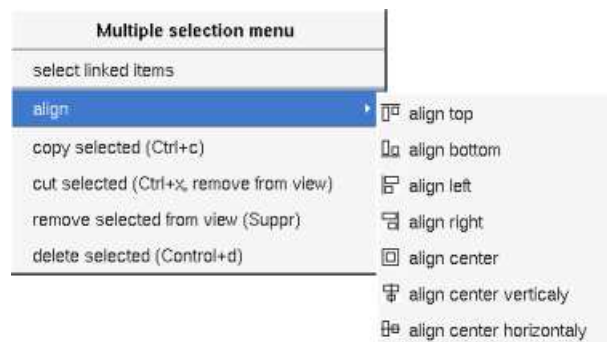 Multiple selection menu
select linked items
align
copy selected (Ctrl+c)
cut selected (Ctrl+x, remove from view)
remove selected from view (Suppr)
delete selected (Control+d)
align top
align bottom
align left
align right
align center
align center verticaly
align center horizontaly